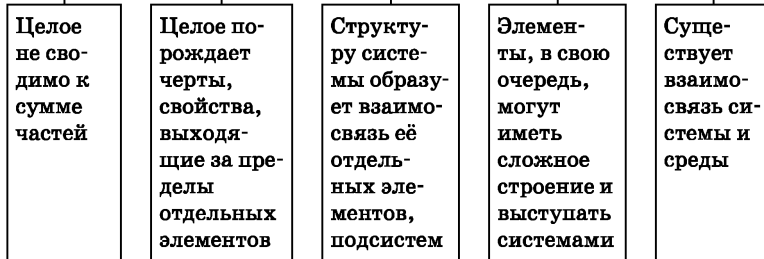 Целое
не сво-
димо к
сумме
частей
Целое по-
рождает
черты,
свойства,
выходя-
щие за пре-
делы
отдельных
элементов
Структу-
ру систе-
мы образу-
ет взаимо-
связь её
отдель-
ных эле-
ментов,
подсистем
Элемен-
ты, в свою
очередь,
могут
иметь
сложное
строение и
выступать
системами
Суще-
ствует
взаимо-
связь си-
стемы и
среды